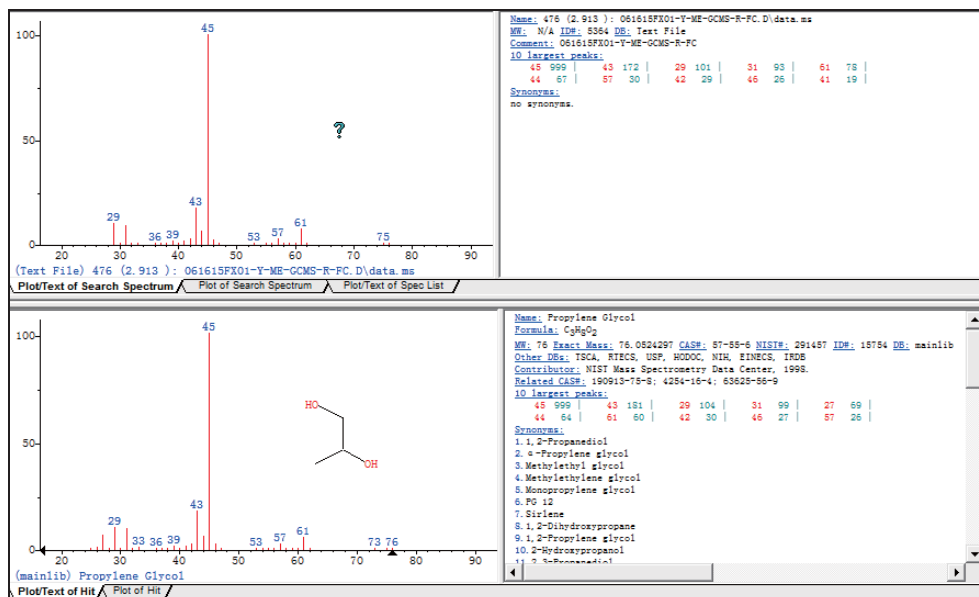 100
50
0
20
30
40
50
60
70
80
90
29
36
39
43
45
53
57
61
75
?
(Text File) 476 (2.913 ): 061615FX01-Y-ME-GCMS-R-FC.D\data.ms
Plot/Text of Search Spectrum
Plot of Search Spectrum
Plot/Text of Spec List
Name: 476 (2.913 ): 061615FX01-Y-ME-GCMS-R-FC.D\data.ms
MW: N/A ID#: 5364 DB: Text File
Comment: 061615FX01-Y-ME-GCMS-R-FC
10 largest peaks:
45 999 | 43 172 | 29 101 | 31 93 | 61 78 |
44 67 | 57 30 | 42 29 | 46 26 | 41 19 |
Synonyms:
no synonyms.
100
50
0
20
30
40
50
60
70
80
90
29
33
36
39
43
45
53
57
61
73
76
HO
OH
(mainlib) Propylene Glycol
Plot/Text of Hit
Plot of Hit
Name: Propylene Glycol
Formula: C3H8O2
MW: 76 Exact Mass: 76.0524297 CAS#: 57-55-6 NIST#: 291457 ID#: 15754 DB: mainlib
Other DBs: TSCA, RTECS, USP, HODOC, NIH, EINECS, IRDB
Contributor: NIST Mass Spectrometry Data Center, 1998.
Related CAS#: 190913-75-8; 4254-16-4; 63625-56-9
10 largest peaks:
45 999 | 43 181 | 29 104 | 31 99 | 27 69 |
44 64 | 61 60 | 42 30 | 46 27 | 57 26 |
Synonyms:
1. 1,2-Propanediol
2. α-Propylene glycol
3. Methylethyl glycol
4. Methylethylene glycol
5. Monopropylene glycol
6. PG 12
7. Sirlene
8. 1,2-Dihydroxypropane
9. 1,2-Propylene glycol
10. 2-Hydroxypropanol
11. 2,3-Propanediol